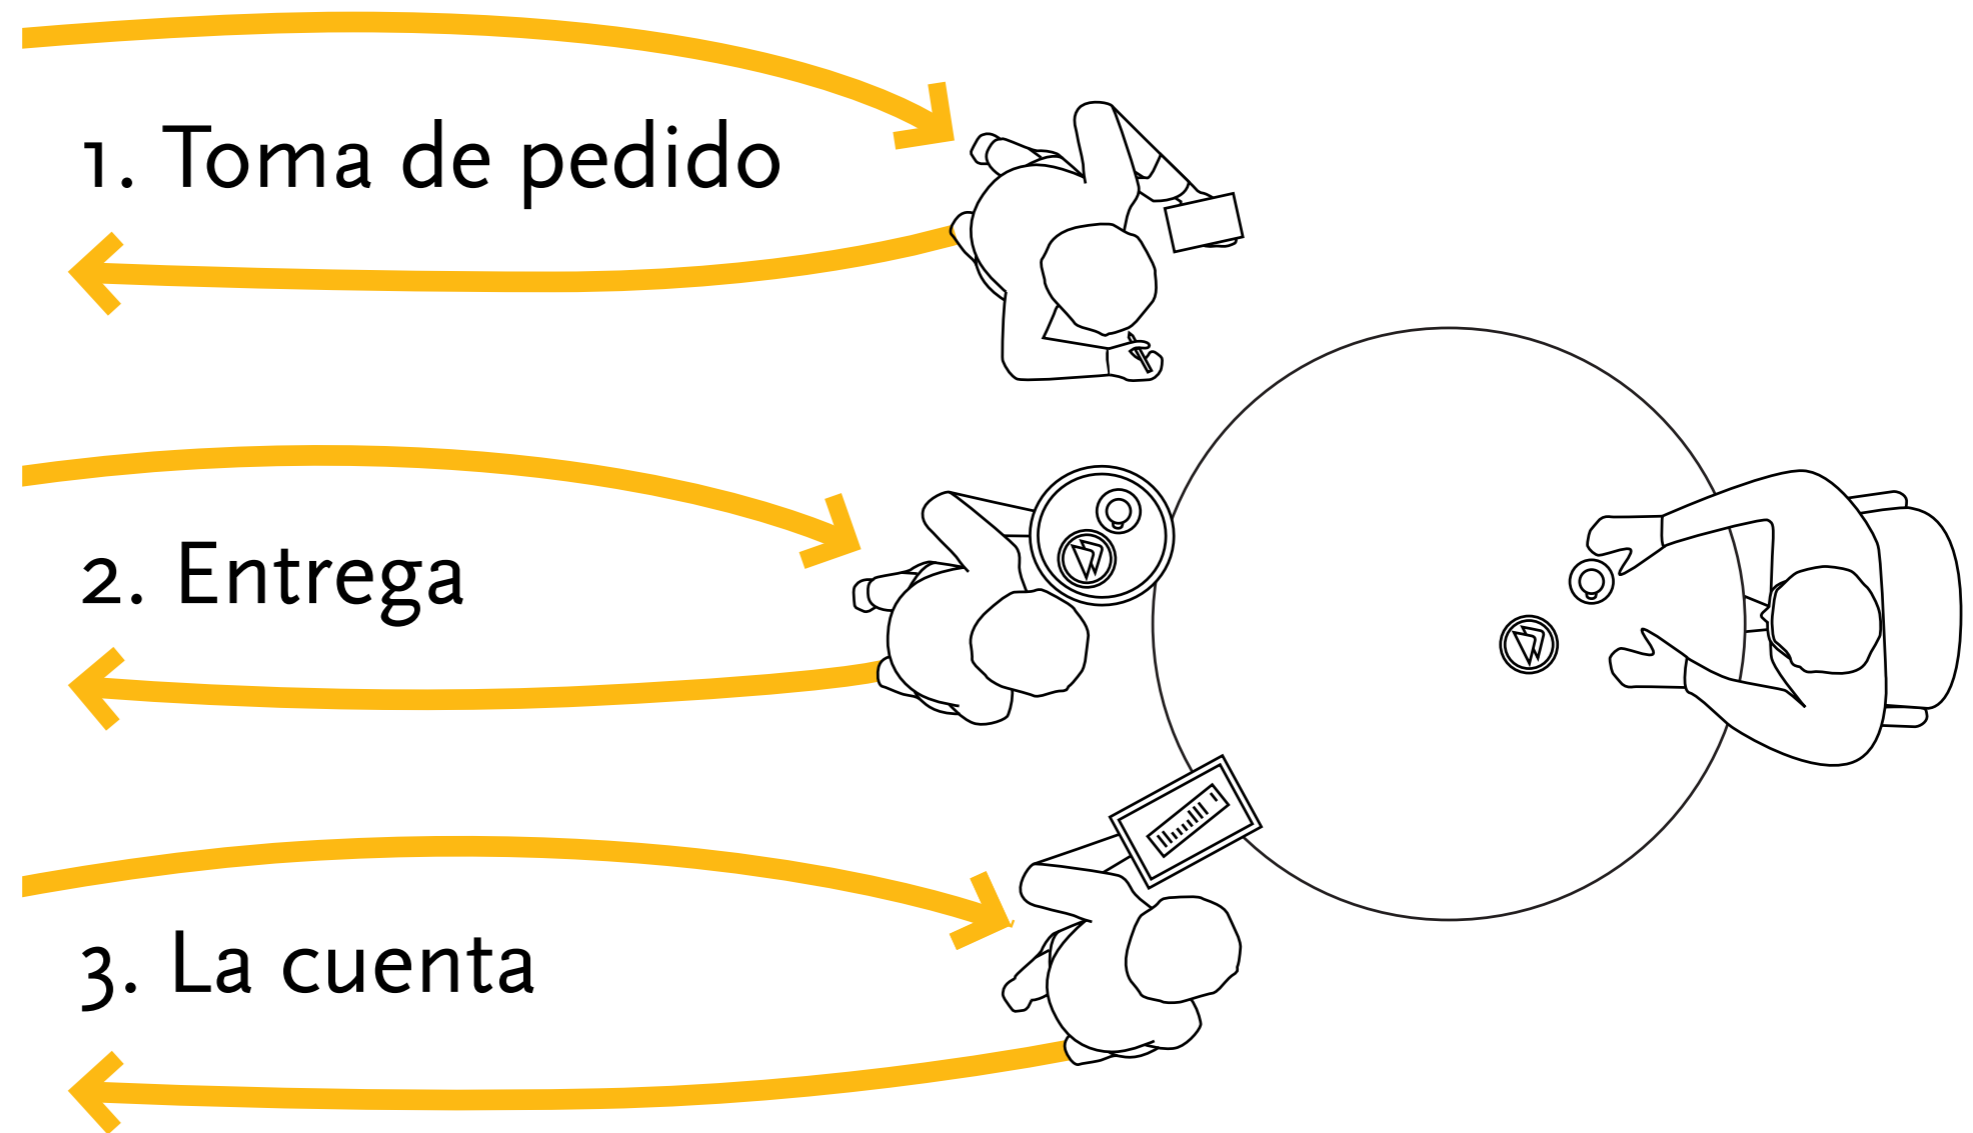 1. Toma de pedido
2. Entrega
3. La cuenta